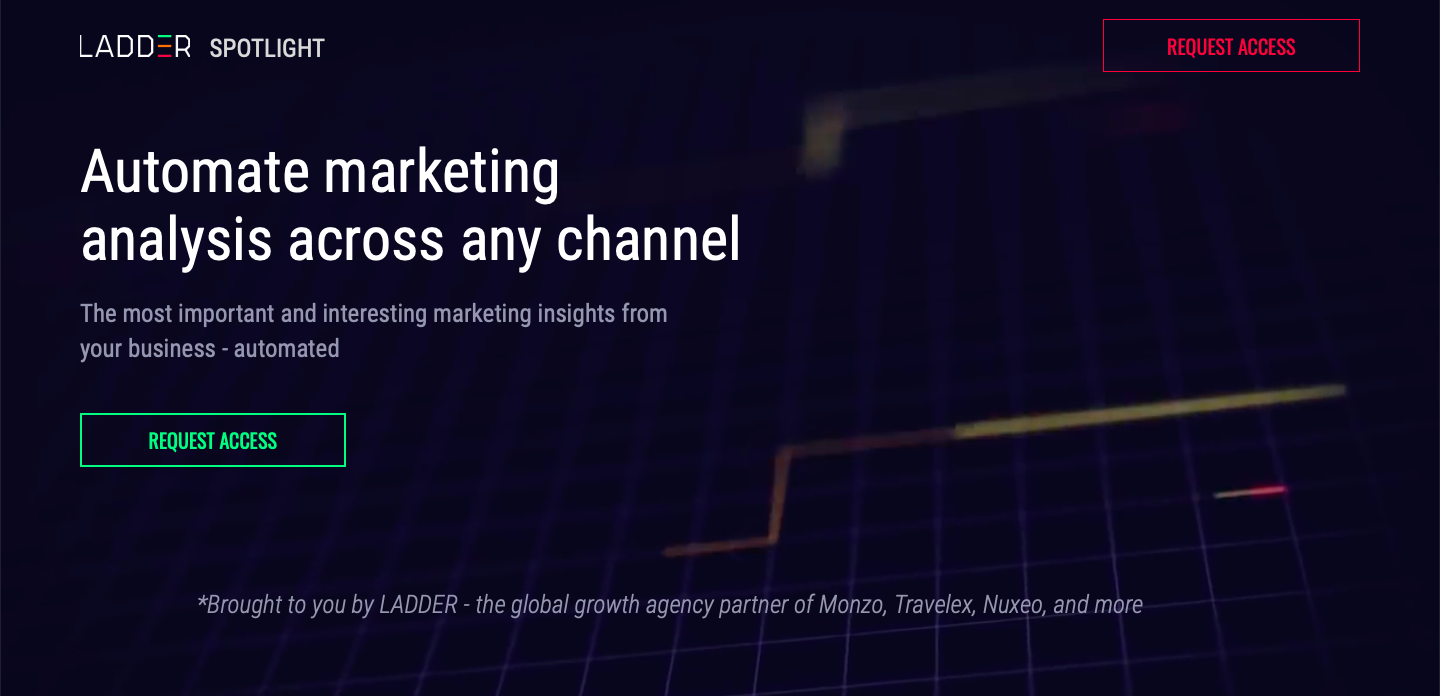 LADDER SPOTLIGHT
REQUEST ACCESS
Automate marketing
analysis across any channel
The most important and interesting marketing insights from
your business - automated
REQUEST ACCESS
*Brought to you by LADDER - the global growth agency partner of Monzo, Travelex, Nuxeo, and more